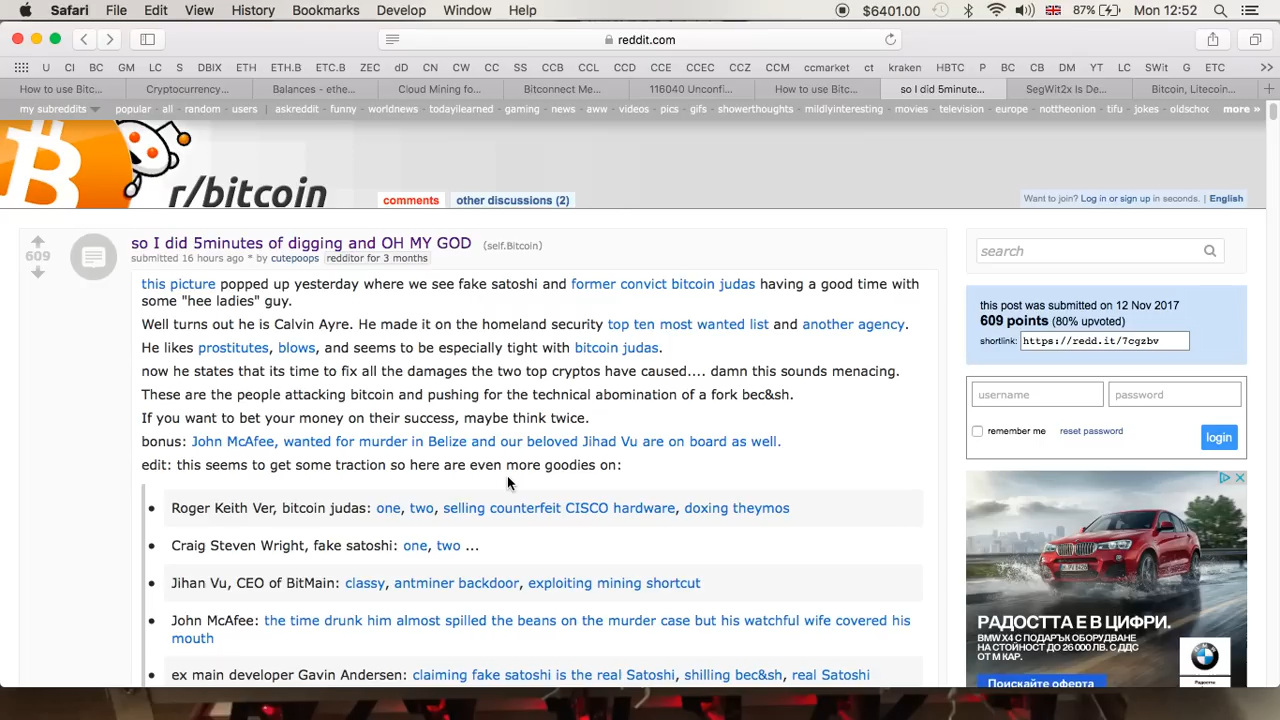 Safari File Edit View History Bookmarks Develop Window Help $6401.00 87% Mon 12:52
reddit.com
U CI BC GM LC S DBIX ETH ETH.B ETC.B ZEC dD CN CW CC SS CCB CCL CCD CCE CCEC CCZ CCM ccmarket ct kraken HBTC P BC CB DM YT LC SWit G ETC >>
How to use Bitc... Cryptocurrency... Balances - ethe... Cloud Mining fo... Bitconnect Me... 116040 Unconfi... How to use Bitc... so I did 5minute... SegWit2x Is De... Bitcoin, Litecoin... +
my subreddits popular - all - random - users | askreddit - funny - worldnews - todayilearned - gaming - news - aww - videos - pics - gifs - showerthoughts - mildlyinteresting - movies - television - europe - nottheonion - tifu - jokes - oldschoc more »
r/bitcoin
comments other discussions (2)
Want to join? Log in or sign up in seconds. | English
609
so I did 5minutes of digging and OH MY GOD (self.Bitcoin)
submitted 16 hours ago * by cutepoops redditor for 3 months
this picture popped up yesterday where we see fake satoshi and former convict bitcoin judas having a good time with
some "hee ladies" guy.
Well turns out he is Calvin Ayre. He made it on the homeland security top ten most wanted list and another agency.
He likes prostitutes, blows, and seems to be especially tight with bitcoin judas.
now he states that its time to fix all the damages the two top cryptos have caused.... damn this sounds menacing.
These are the people attacking bitcoin and pushing for the technical abomination of a fork bec&sh.
If you want to bet your money on their success, maybe think twice.
bonus: John McAfee, wanted for murder in Belize and our beloved Jihad Vu are on board as well.
edit: this seems to get some traction so here are even more goodies on:
• Roger Keith Ver, bitcoin judas: one, two, selling counterfeit CISCO hardware, doxing theymos
• Craig Steven Wright, fake satoshi: one, two ...
• Jihan Vu, CEO of BitMain: classy, antminer backdoor, exploiting mining shortcut
• John McAfee: the time drunk him almost spilled the beans on the murder case but his watchful wife covered his
mouth
• ex main developer Gavin Andersen: claiming fake satoshi is the real Satoshi, shilling bec&sh, real Satoshi
search
this post was submitted on 12 Nov 2017
609 points (80% upvoted)
shortlink: https://redd.it/7cgzbv
username password
remember me reset password login
РАДОСТТА Е В ЦИФРИ.
BMW X4 С ПОДАРЪК ОБОРУДВАНЕ
НА СТОЙНОСТ ДО 26 000 ЛВ. С ДДС
ОТ М КАР.
Поискайте оферта